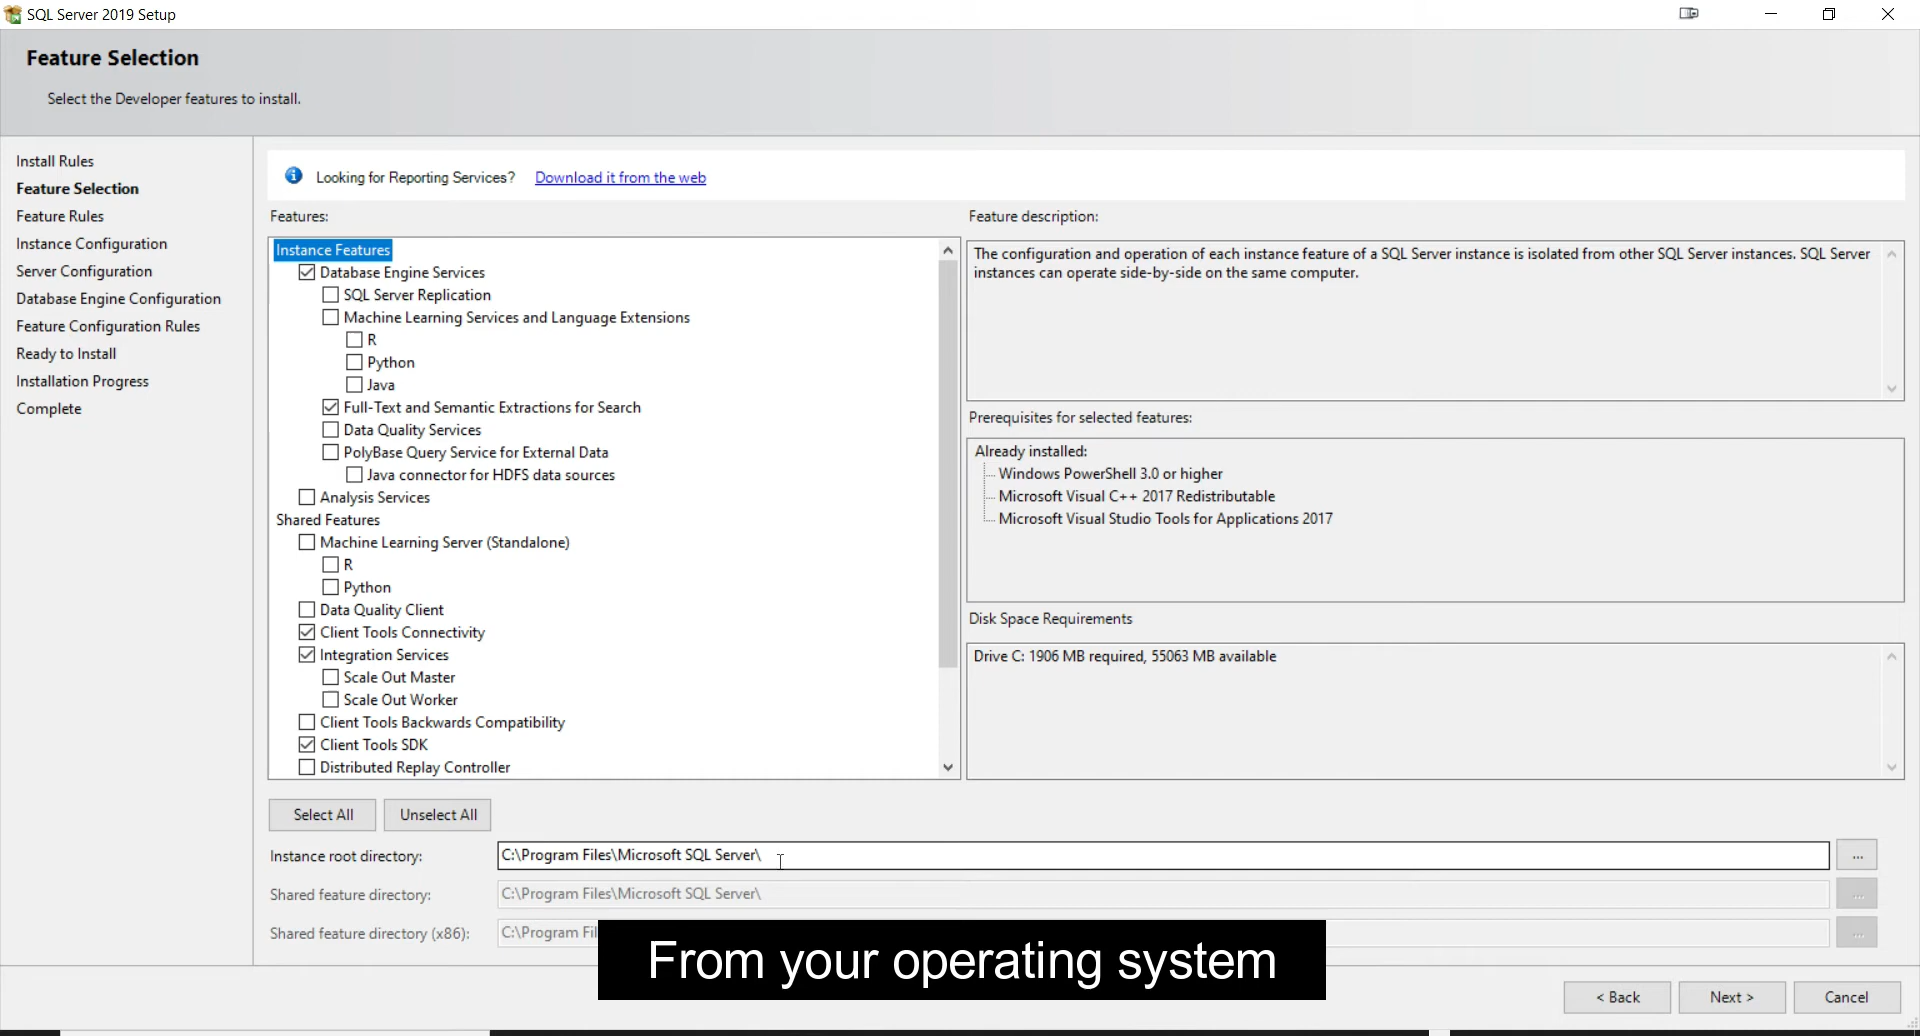 SQL Server 2019 Setup
Feature Selection
Select the Developer features to install.
Install Rules
Feature Selection
Feature Rules
Instance Configuration
Server Configuration
Database Engine Configuration
Feature Configuration Rules
Ready to Install
Installation Progress
Complete
Looking for Reporting Services? Download it from the web
Features:
Instance Features
Database Engine Services
SQL Server Replication
Machine Learning Services and Language Extensions
R
Python
Java
Full-Text and Semantic Extractions for Search
Data Quality Services
PolyBase Query Service for External Data
Java connector for HDFS data sources
Analysis Services
Shared Features
Machine Learning Server (Standalone)
R
Python
Data Quality Client
Client Tools Connectivity
Integration Services
Scale Out Master
Scale Out Worker
Client Tools Backwards Compatibility
Client Tools SDK
Distributed Replay Controller
Feature description:
The configuration and operation of each instance feature of a SQL Server instance is isolated from other SQL Server instances. SQL Server
instances can operate side-by-side on the same computer.
Prerequisites for selected features:
Already installed:
Windows PowerShell 3.0 or higher
Microsoft Visual C++ 2017 Redistributable
Microsoft Visual Studio Tools for Applications 2017
Disk Space Requirements
Drive C: 1906 MB required, 55063 MB available
Select All
Unselect All
Instance root directory: C:\Program Files\Microsoft SQL Server\ ...
Shared feature directory: C:\Program Files\Microsoft SQL Server\ ...
Shared feature directory (x86): C:\Program ...
From your operating system
< Back
Next >
Cancel